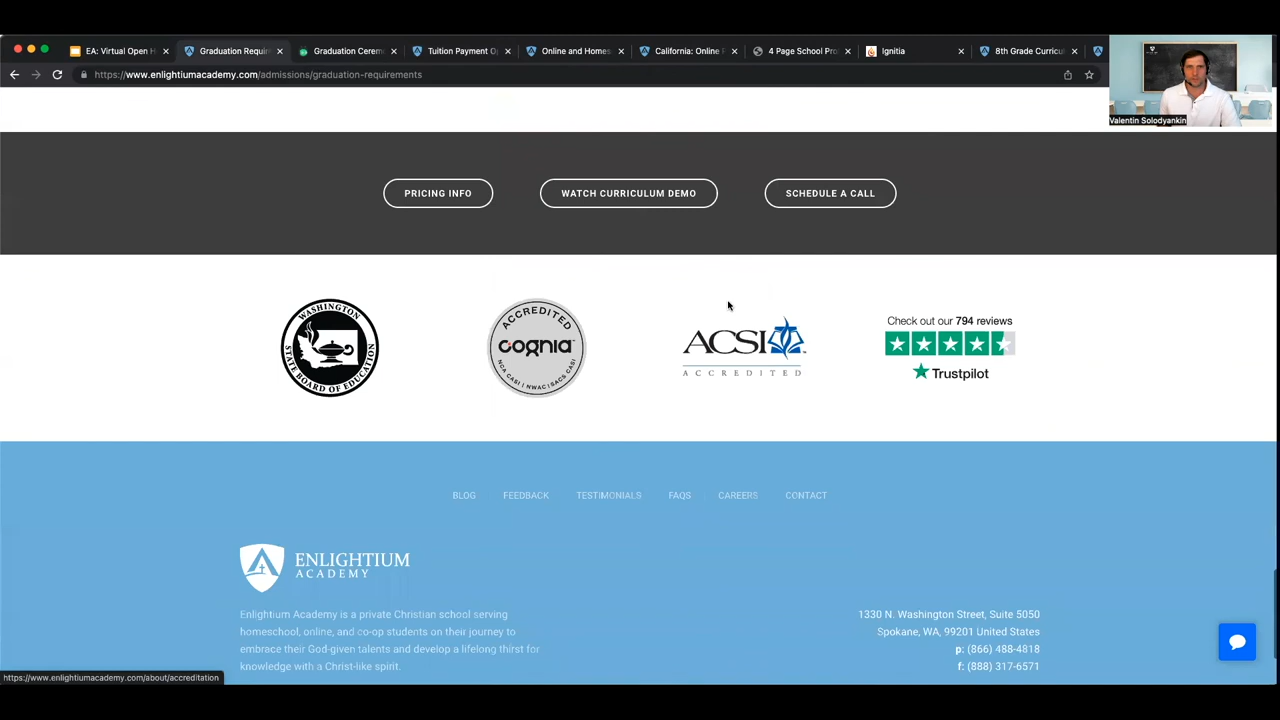 EA: Virtual Open H
Graduation Requir
Graduation Cerem
Tuition Payment O
Online and Homes
California: Online F
4 Page School Pro
Ignitia
8th Grade Curricu
https://www.enlightiumacademy.com/admissions/graduation-requirements
Valentin Solodyankin
PRICING INFO
WATCH CURRICULUM DEMO
SCHEDULE A CALL
WASHINGTON
STATE BOARD OF EDUCATION
ACCREDITED
cognia
NCA CASI | NWAC | SACS CASI
ACSI
ACCREDITED
Check out our 794 reviews
Trustpilot
BLOG
FEEDBACK
TESTIMONIALS
FAQS
CAREERS
CONTACT
ENLIGHTIUM
ACADEMY
Enlightium Academy is a private Christian school serving
homeschool, online, and co-op students on their journey to
embrace their God-given talents and develop a lifelong thirst for
knowledge with a Christ-like spirit.
1330 N. Washington Street, Suite 5050
Spokane, WA, 99201 United States
p: (866) 488-4818
f: (888) 317-6571
https://www.enlightiumacademy.com/about/accreditation